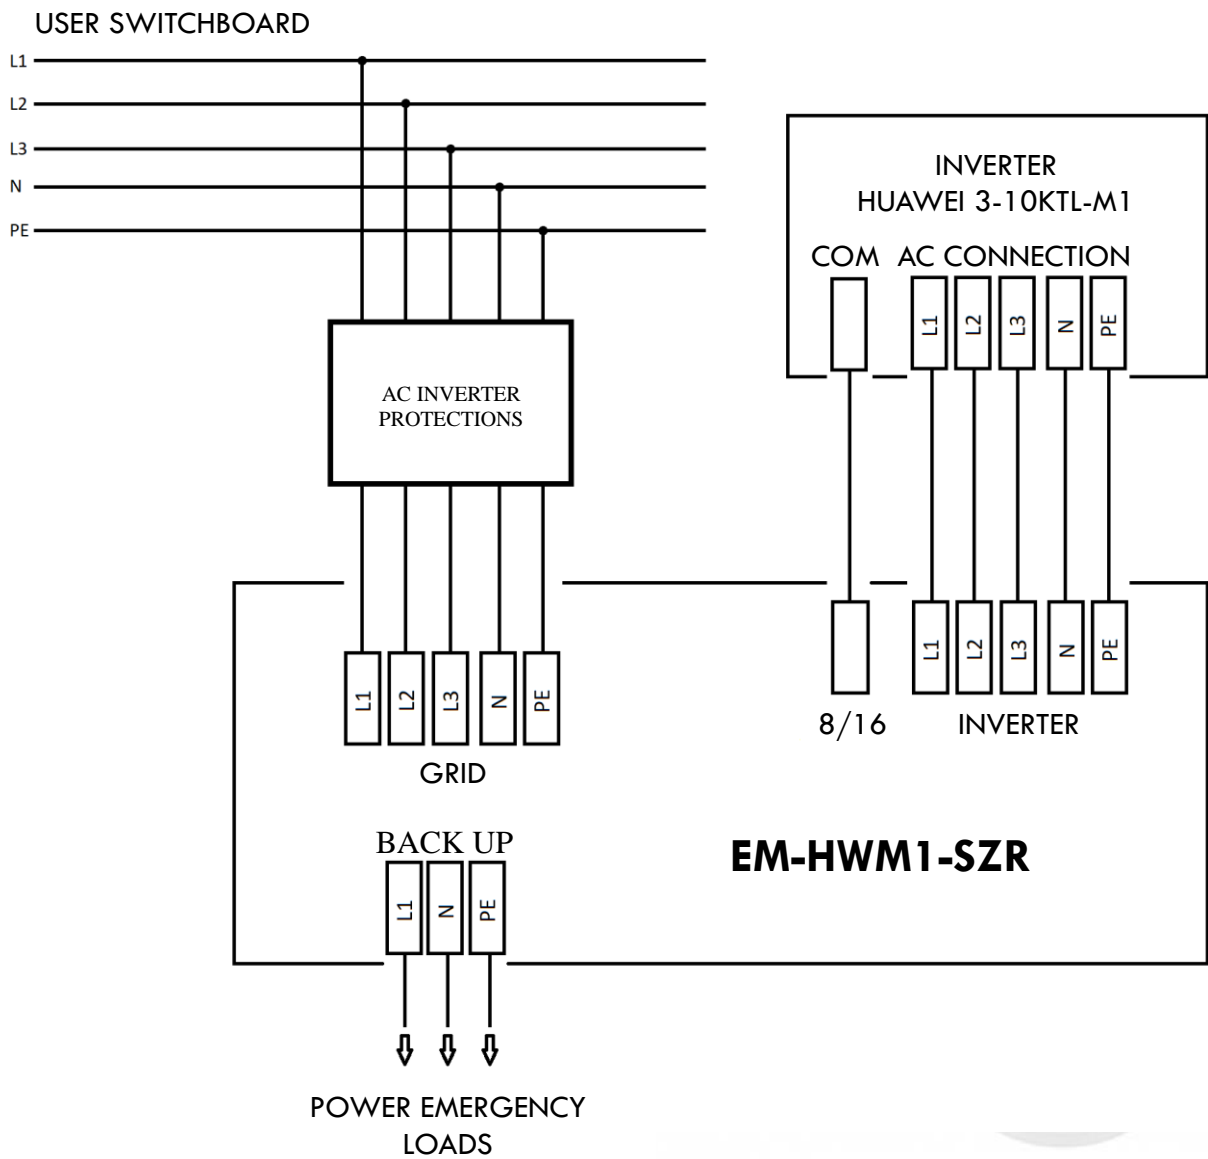 USER SWITCHBOARD
L1
L2
L3
N
PE
INVERTER
HUAWEI 3-10KTL-M1
COM AC CONNECTION
L1 L2 L3 N PE
AC INVERTER
PROTECTIONS
L1 L2 L3 N PE
8/16 INVERTER
L1 L2 L3 N PE
GRID
BACK UP
L1 N PE
EM-HWM1-SZR
POWER EMERGENCY
LOADS